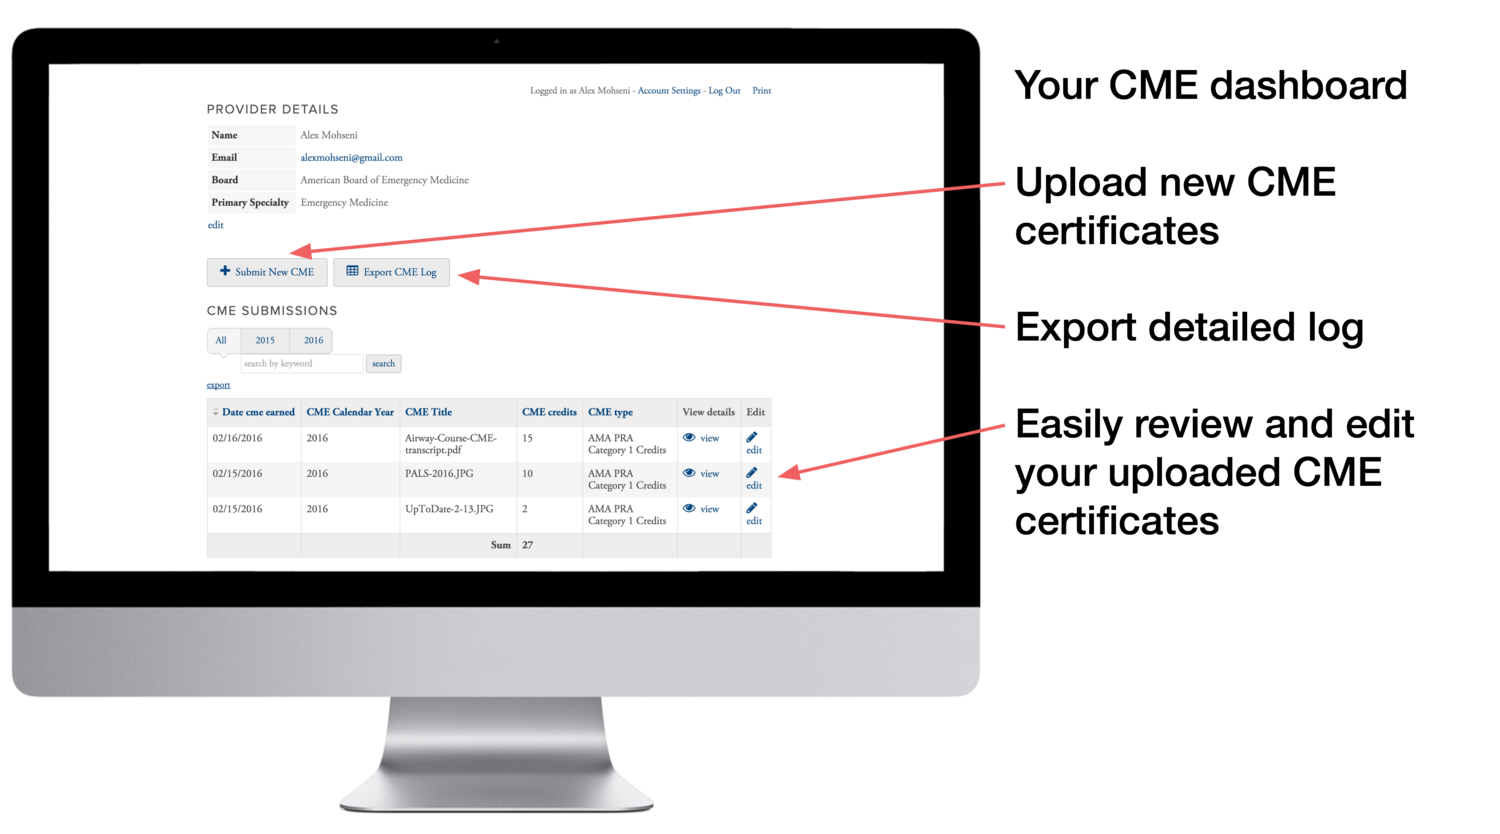 Logged in as Alex Mohseni - Account Settings - Log Out Print
PROVIDER DETAILS
Name Alex Mohseni
Email alexmohseni@gmail.com
Board American Board of Emergency Medicine
Primary Specialty Emergency Medicine
edit
Submit New CME Export CME Log
CME SUBMISSIONS
All 2015 2016
search by keyword search
export
Date cme earned CME Calendar Year CME Title CME credits CME type View details Edit
02/16/2016 2016 Airway-Course-CME- 15 AMA PRA view
transcript.pdf Category 1 Credits edit
02/15/2016 2016 PALS-2016.JPG 10 AMA PRA view
Category 1 Credits edit
02/15/2016 2016 UpToDate-2-13.JPG 2 AMA PRA view
Category 1 Credits edit
Sum 27
Your CME dashboard
Upload new CME
certificates
Export detailed log
Easily review and edit
your uploaded CME
certificates